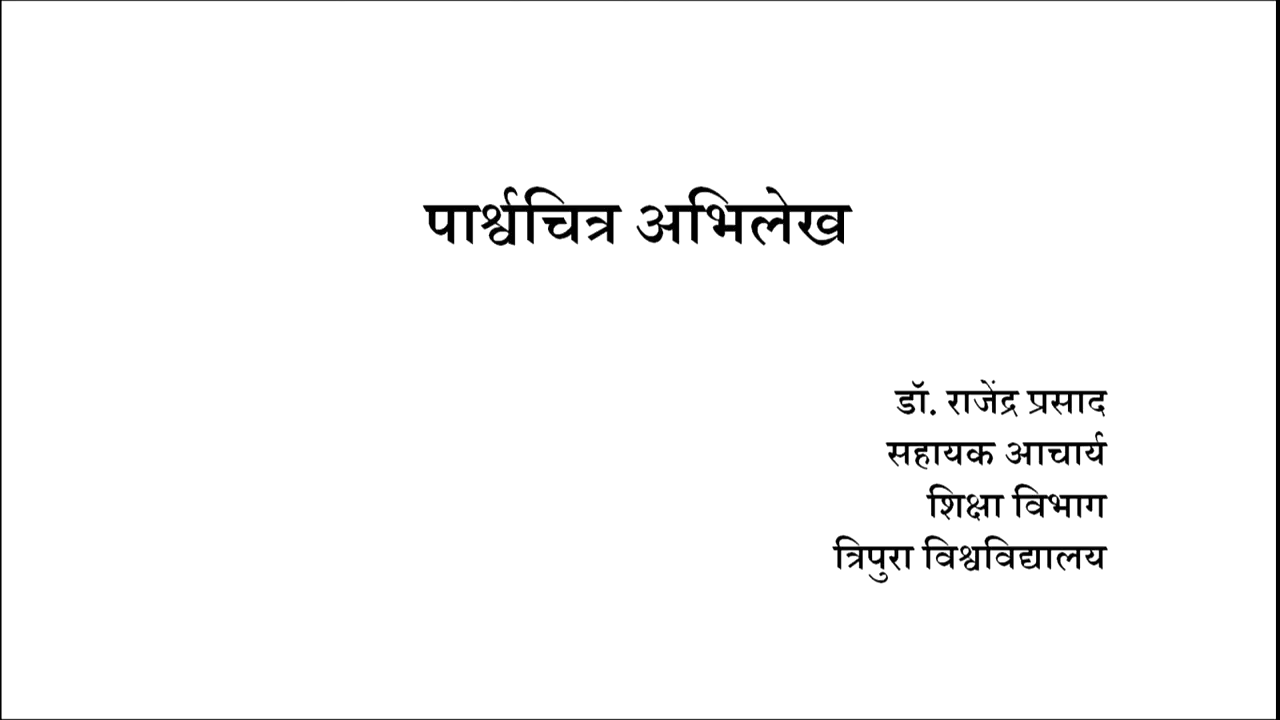 पार्श्वचित्र अभिलेख
डॉ. राजेंद्र प्रसाद
सहायक आचार्य
शिक्षा विभाग
त्रिपुरा विश्वविद्यालय